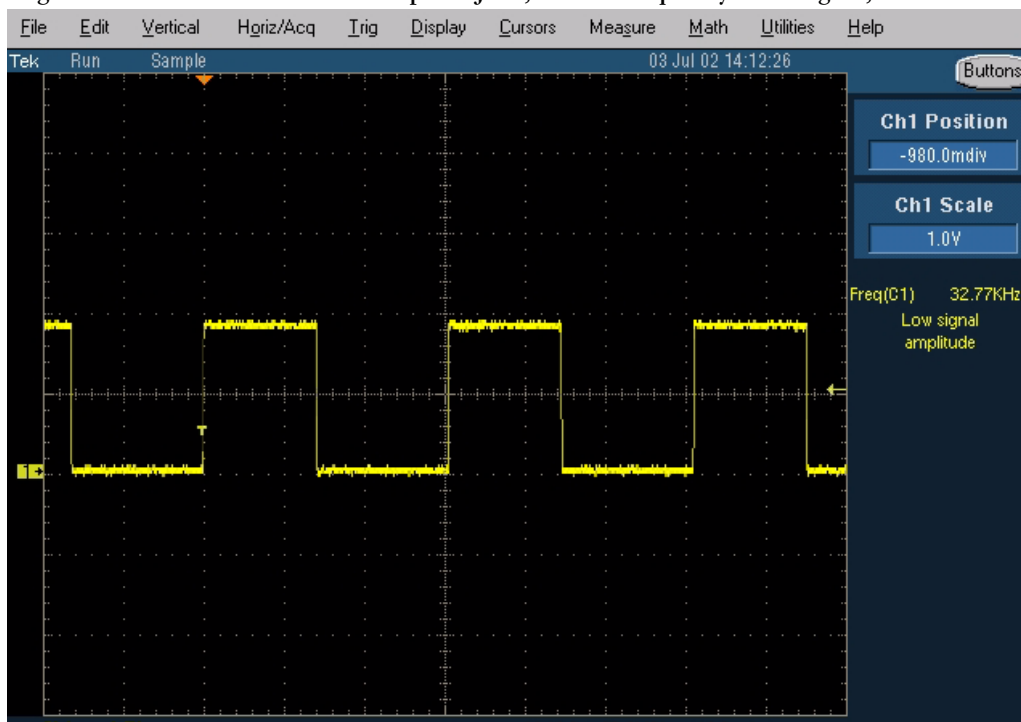 File Edit Vertical Horiz/Acq Trig Display Cursors Measure Math Utilities Help
Tek Run Sample 03 Jul 02 14:12:26 Buttons
Ch1 Position
-980.0mdiv
Ch1 Scale
1.0V
Freq(C1) 32.77KHz
Low signal
amplitude
T
1